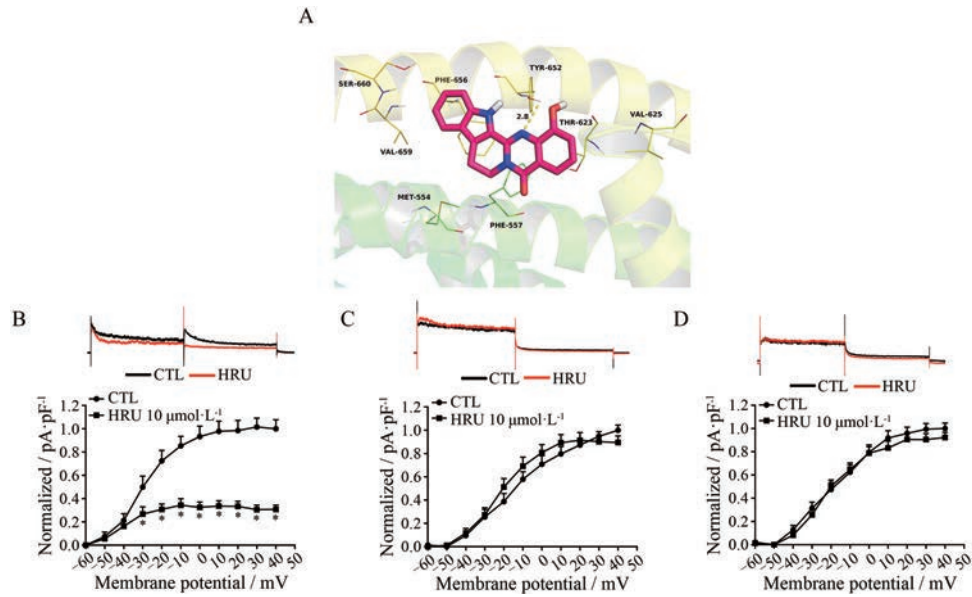 A
SER-660
PHE-656
TYR-652
2.8
THR-623
VAL-625
VAL-659
MET-554
PHE-557
B
CTL HRU
CTL
HRU 10 μmol·L⁻¹
Normalized / pA·pF⁻¹
1.2
1.0
0.8
0.6
0.4
0.2
0.0
* * * * * * * *
−60 −50 −40 −30 −20 −10 0 10 20 30 40 50
Membrane potential / mV
C
CTL HRU
CTL
HRU 10 μmol·L⁻¹
Normalized / pA·pF⁻¹
1.2
1.0
0.8
0.6
0.4
0.2
0.0
−60 −50 −40 −30 −20 −10 0 10 20 30 40 50
Membrane potential / mV
D
CTL HRU
CTL
HRU 10 μmol·L⁻¹
Normalized / pA·pF⁻¹
1.2
1.0
0.8
0.6
0.4
0.2
0.0
−60 −50 −40 −30 −20 −10 0 10 20 30 40 50
Membrane potential / mV